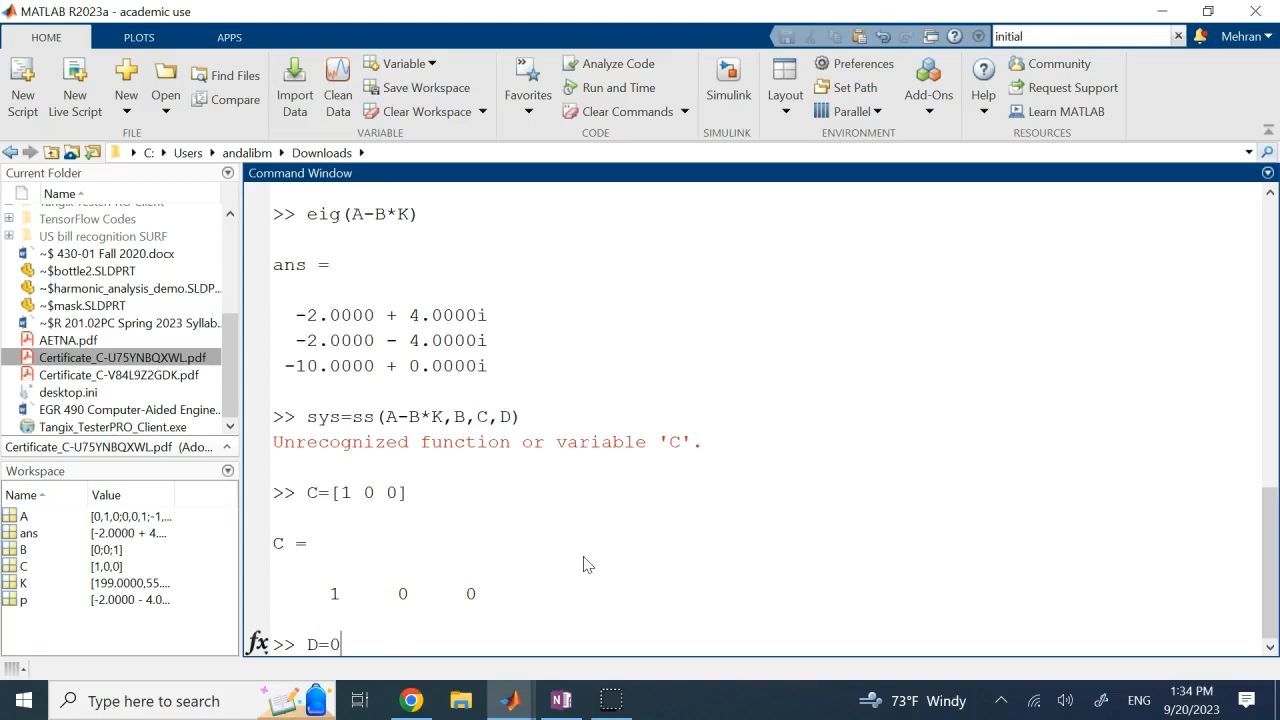 MATLAB R2023a - academic use
HOME PLOTS APPS initial Mehran
New Script
New Live Script
New
Open
Find Files
Compare
FILE
Import Data
Clean Data
Variable
Save Workspace
Clear Workspace
VARIABLE
Favorites
Analyze Code
Run and Time
Clear Commands
CODE
Simulink
SIMULINK
Layout
Preferences
Set Path
Parallel
Add-Ons
ENVIRONMENT
Help
Community
Request Support
Learn MATLAB
RESOURCES
C: Users andalibm Downloads
Current Folder
Name
TensorFlow Codes
US bill recognition SURF
~$ 430-01 Fall 2020.docx
~$bottle2.SLDPRT
~$harmonic_analysis_demo.SLDP...
~$mask.SLDPRT
~$R 201.02PC Spring 2023 Syllab...
AETNA.pdf
Certificate_C-U75YNBQXWL.pdf
Certificate_C-V84L9Z2GDK.pdf
desktop.ini
EGR 490 Computer-Aided Engine...
Tangix_TesterPRO_Client.exe
Certificate_C-U75YNBQXWL.pdf (Ado...
Workspace
Name Value
A [0,1,0;0,0,1;-1,...
ans [-2.0000 + 4....
B [0;0;1]
C [1,0,0]
K [199.0000,55....
p [-2.0000 - 4.0...
Command Window
>> eig(A-B*K)
ans =
-2.0000 + 4.0000i
-2.0000 - 4.0000i
-10.0000 + 0.0000i
>> sys=ss(A-B*K,B,C,D)
Unrecognized function or variable 'C'.
>> C=[1 0 0]
C =
1 0 0
fx >> D=0
Type here to search
73°F Windy
ENG
1:34 PM
9/20/2023